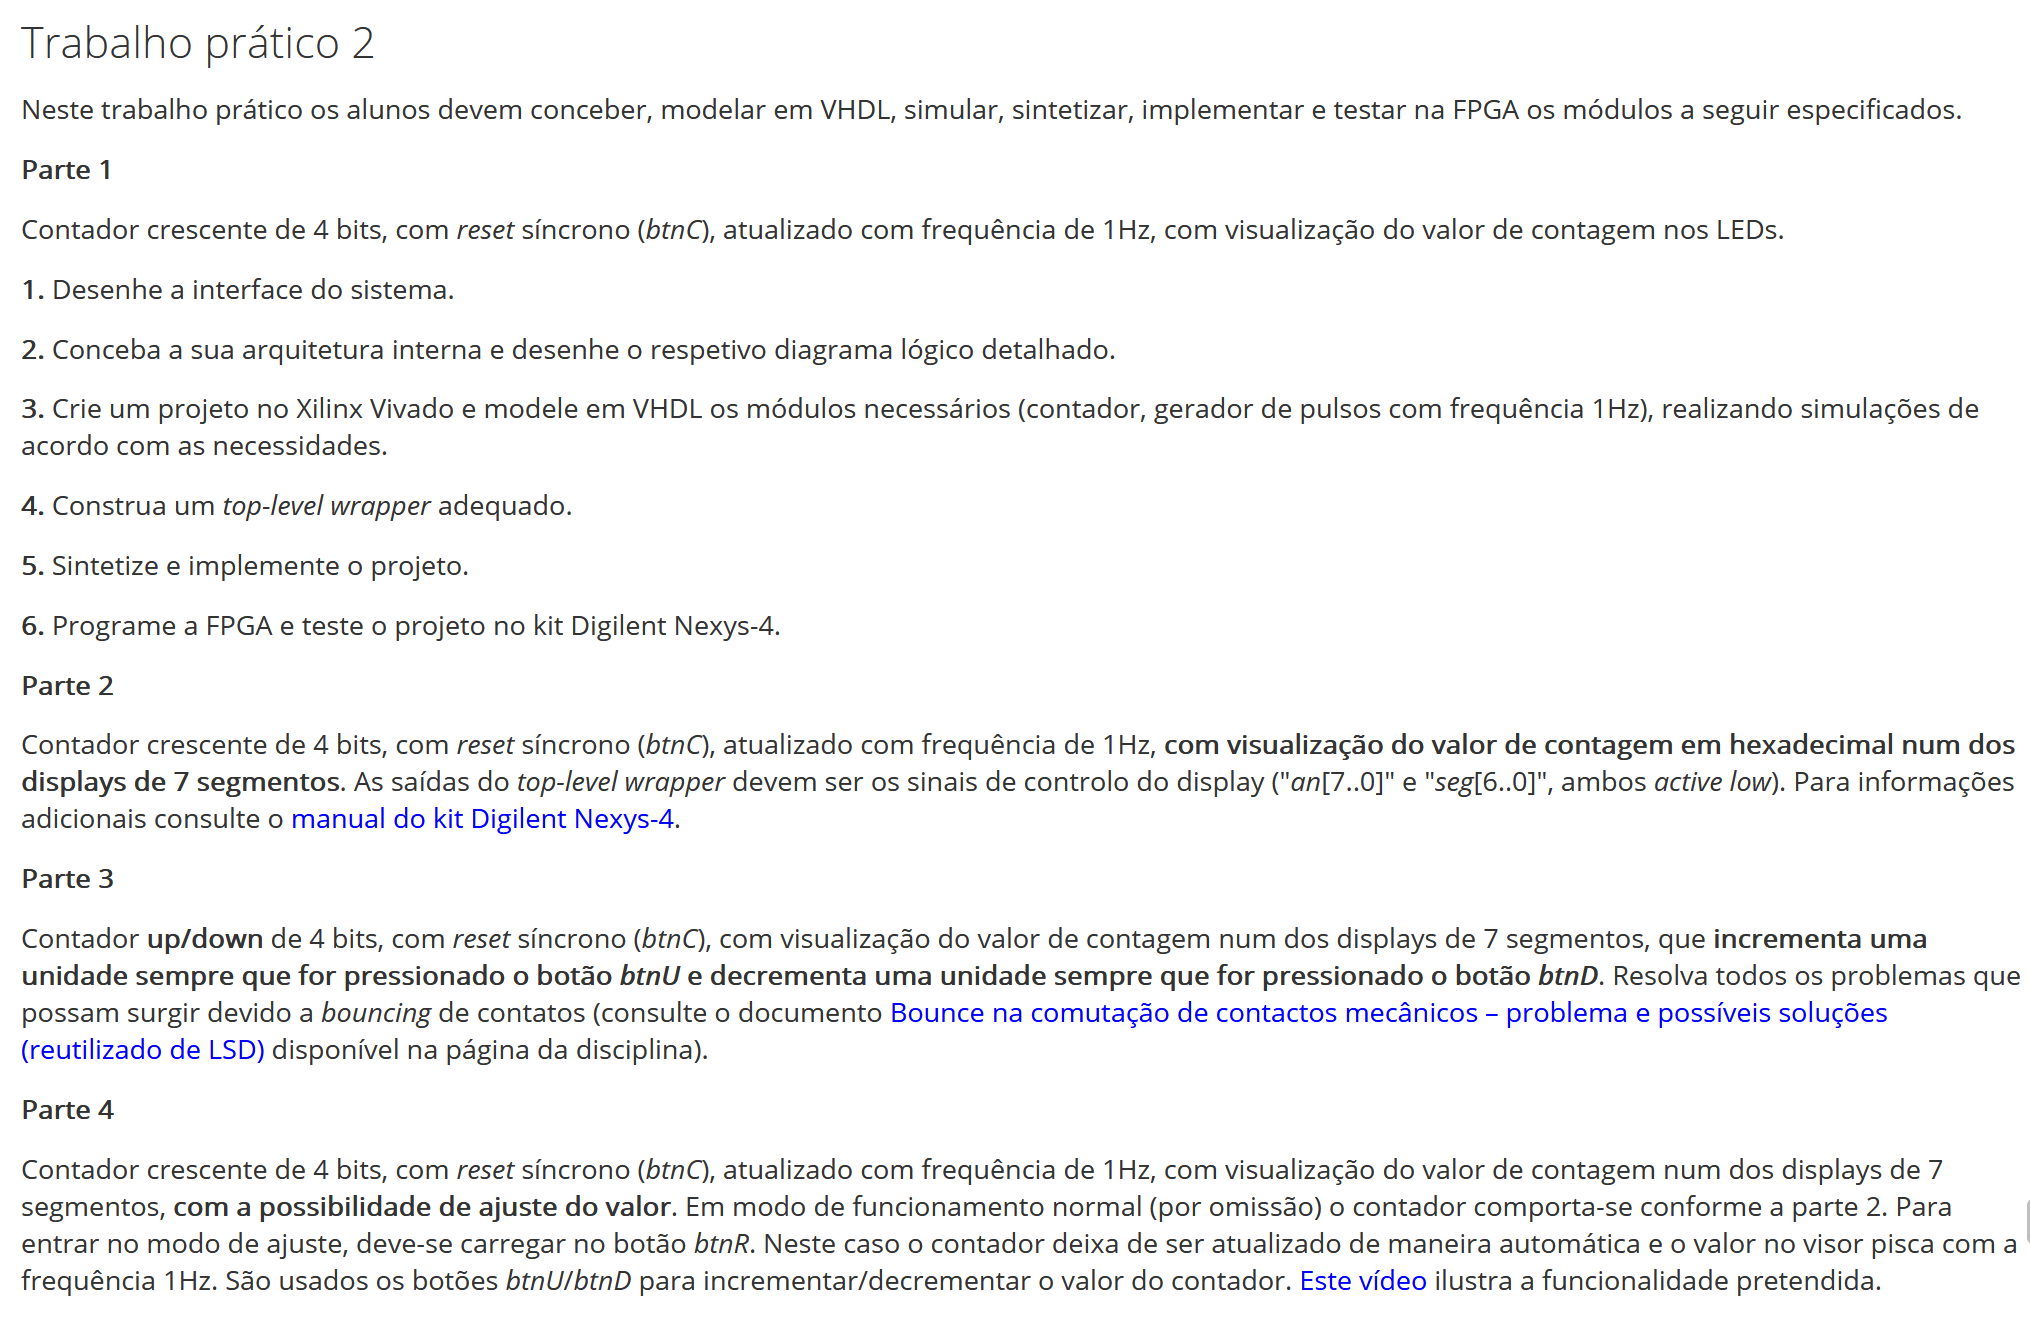 Trabalho prático 2
Neste trabalho prático os alunos devem conceber, modelar em VHDL, simular, sintetizar, implementar e testar na FPGA os módulos a seguir especificados.
Parte 1
Contador crescente de 4 bits, com reset síncrono (btnC), atualizado com frequência de 1Hz, com visualização do valor de contagem nos LEDs.
1. Desenhe a interface do sistema.
2. Conceba a sua arquitetura interna e desenhe o respetivo diagrama lógico detalhado.
3. Crie um projeto no Xilinx Vivado e modele em VHDL os módulos necessários (contador, gerador de pulsos com frequência 1Hz), realizando simulações de
acordo com as necessidades.
4. Construa um top-level wrapper adequado.
5. Sintetize e implemente o projeto.
6. Programe a FPGA e teste o projeto no kit Digilent Nexys-4.
Parte 2
Contador crescente de 4 bits, com reset síncrono (btnC), atualizado com frequência de 1Hz, com visualização do valor de contagem em hexadecimal num dos
displays de 7 segmentos. As saídas do top-level wrapper devem ser os sinais de controlo do display ("an[7..0]" e "seg[6..0]", ambos active low). Para informações
adicionais consulte o manual do kit Digilent Nexys-4.
Parte 3
Contador up/down de 4 bits, com reset síncrono (btnC), com visualização do valor de contagem num dos displays de 7 segmentos, que incrementa uma
unidade sempre que for pressionado o botão btnU e decrementa uma unidade sempre que for pressionado o botão btnD. Resolva todos os problemas que
possam surgir devido a bouncing de contatos (consulte o documento Bounce na comutação de contactos mecânicos – problema e possíveis soluções
(reutilizado de LSD) disponível na página da disciplina).
Parte 4
Contador crescente de 4 bits, com reset síncrono (btnC), atualizado com frequência de 1Hz, com visualização do valor de contagem num dos displays de 7
segmentos, com a possibilidade de ajuste do valor. Em modo de funcionamento normal (por omissão) o contador comporta-se conforme a parte 2. Para
entrar no modo de ajuste, deve-se carregar no botão btnR. Neste caso o contador deixa de ser atualizado de maneira automática e o valor no visor pisca com a
frequência 1Hz. São usados os botões btnU/btnD para incrementar/decrementar o valor do contador. Este vídeo ilustra a funcionalidade pretendida.